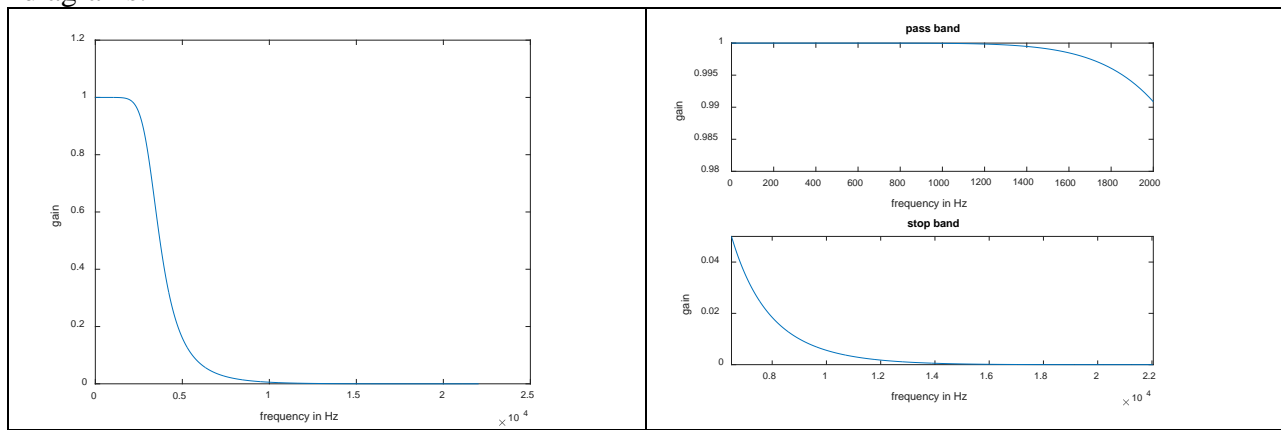 diagrams.
1.2
1
0.8
0.6
0.4
0.2
0
gain
0 0.5 1 1.5 2 2.5
frequency in Hz
× 10 4
pass band
1
0.995
0.99
0.985
0.98
gain
0 200 400 600 800 1000 1200 1400 1600 1800 2000
frequency in Hz
stop band
0.04
0.02
0
gain
0.8 1 1.2 1.4 1.6 1.8 2 2.2
frequency in Hz
× 10 4